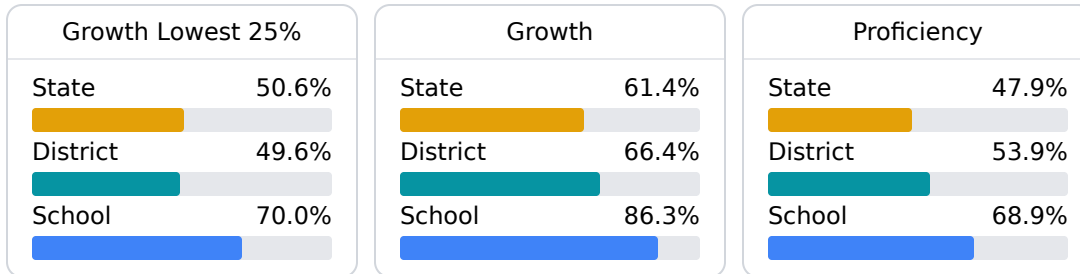 Growth Lowest 25%
State 50.6%
District 49.6%
School 70.0%
Growth
State 61.4%
District 66.4%
School 86.3%
Proficiency
State 47.9%
District 53.9%
School 68.9%